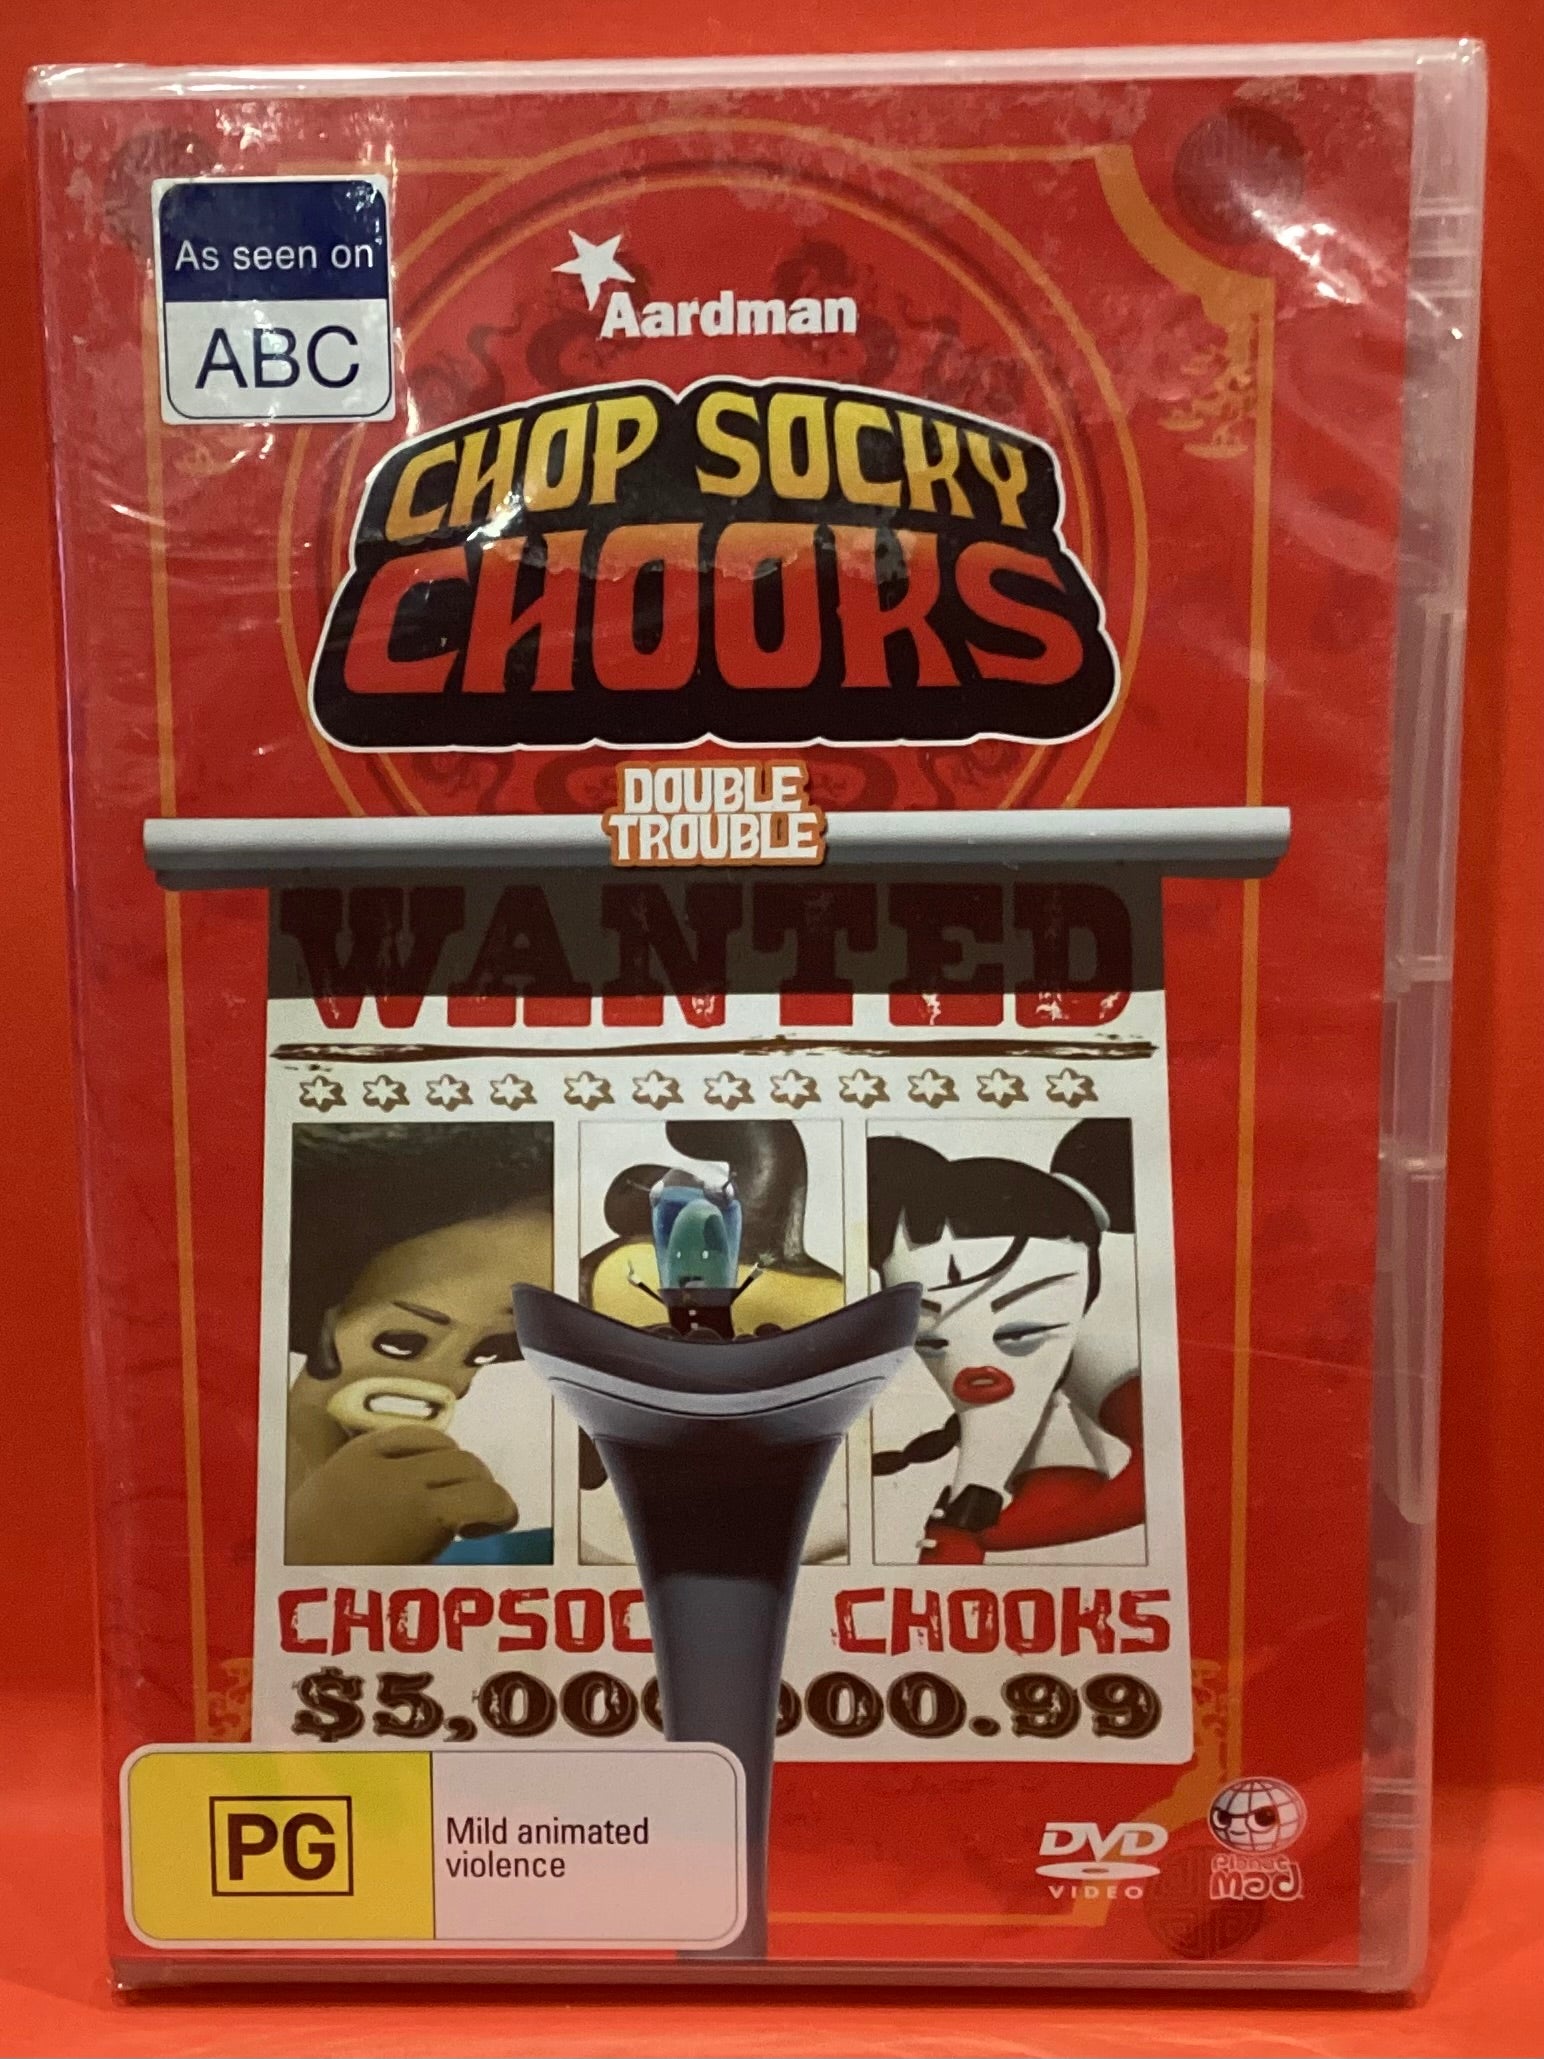 As seen on
ABC
Aardman
CHOP SOCKY
CHOOKS
DOUBLE
TROUBLE
WANTED
CHOPSOC CHOOKS
$5,00 000.99
PG
Mild animated
violence
DVD
VIDEO
Planet
Mad